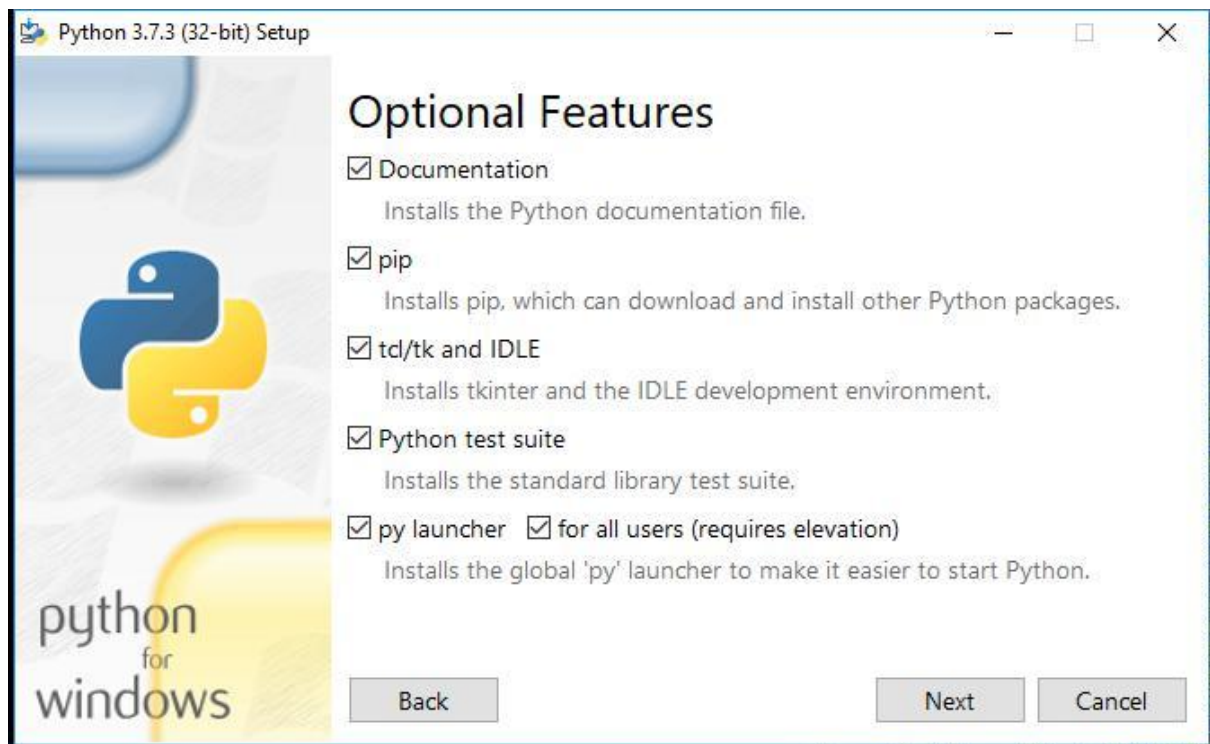 Python 3.7.3 (32-bit) Setup
Optional Features
Documentation
Installs the Python documentation file.
pip
Installs pip, which can download and install other Python packages.
tcl/tk and IDLE
Installs tkinter and the IDLE development environment.
Python test suite
Installs the standard library test suite.
py launcher for all users (requires elevation)
Installs the global 'py' launcher to make it easier to start Python.
python
for
windows
Back Next Cancel